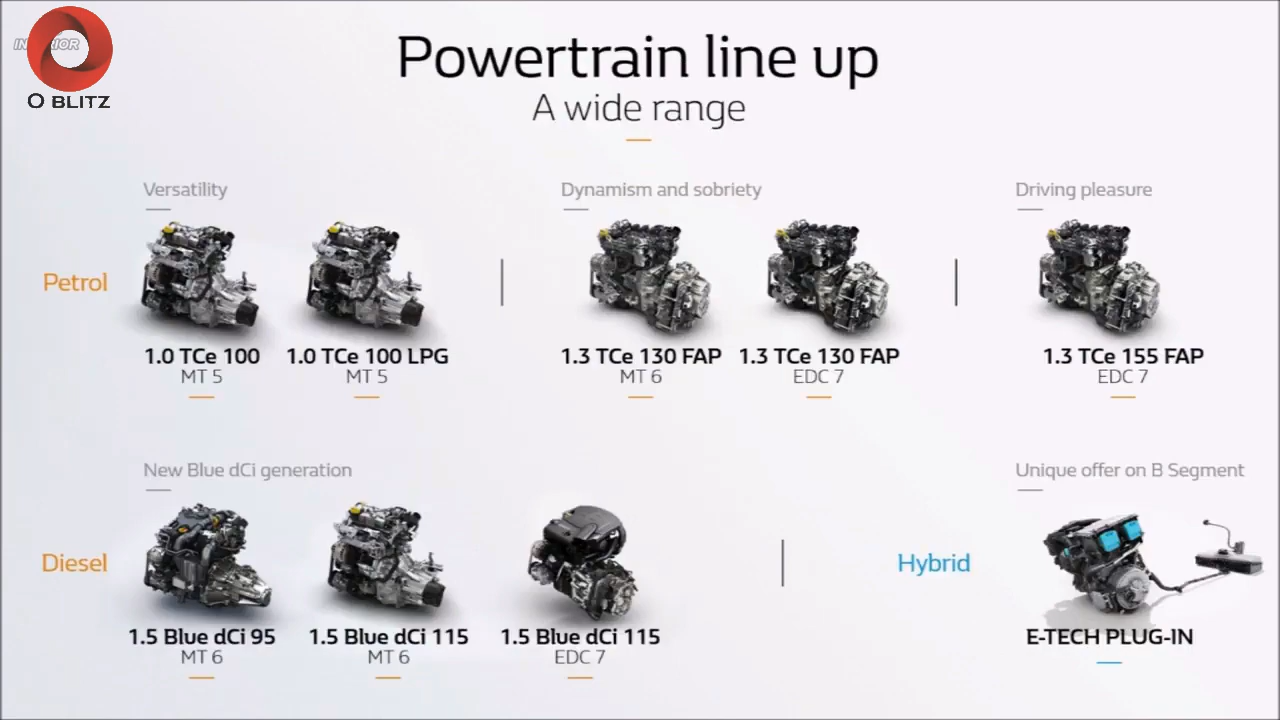 O BLITZ
Powertrain line up
A wide range
Versatility
Dynamism and sobriety
Driving pleasure
Petrol
1.0 TCe 100
MT 5
1.0 TCe 100 LPG
MT 5
1.3 TCe 130 FAP
MT 6
1.3 TCe 130 FAP
EDC 7
1.3 TCe 155 FAP
EDC 7
New Blue dCi generation
Unique offer on B Segment
Diesel
1.5 Blue dCi 95
MT 6
1.5 Blue dCi 115
MT 6
1.5 Blue dCi 115
EDC 7
Hybrid
E-TECH PLUG-IN